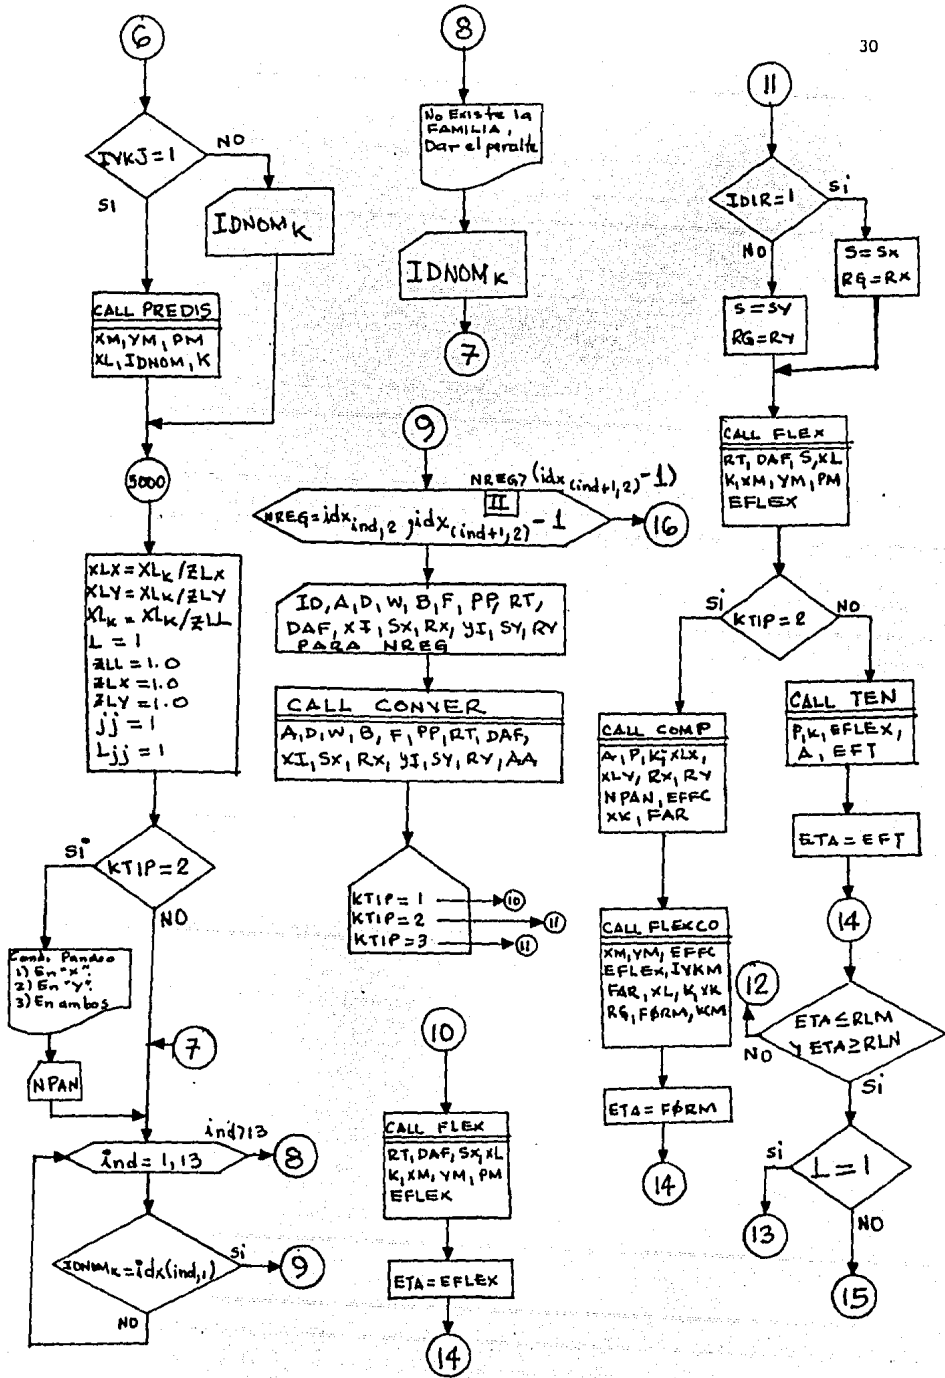 30
6
IYKJ=1
NO
SI
IDNOM K
CALL PREDIS
XM, YM, PM
XL, IDNOM, K
5000
XLX = XLK / ZLX
XLY = XLK / ZLY
XLK = XLK / ZLL
L = 1
ZLL = 1.0
ZLX = 1.0
ZLY = 1.0
jj = 1
Ljj = 1
Si
KTIP = 2
NO
Condi Pandeo
1) En "X".
2) En "Y".
3) En ambos
NPAN
7
ind>13
ind = 1, 13
8
IDNOMK = idx(ind,1)
Si
9
NO
8
No Existe la
FAMILIA,
Dar el peralte
IDNOM K
7
9
NREG> (idx(ind+1,2) - 1)
II
NREG = idx ind,2 , idx(ind+1,2) - 1
16
ID, A, D, W, B, F, PP, RT,
DAF, XI, SX, RX, YI, SY, RY
PARA NREG
CALL CONVER
A, D, W, B, F, PP, RT, DAF,
XI, SX, RX, YI, SY, RY, AA
KTIP = 1
10
KTIP = 2
11
KTIP = 3
11
10
CALL FLEX
RT, DAF, SX, XL
K, XM, YM, PM
EFLEX
ETA = EFLEX
14
11
IDIR=1
Si
NO
S = SX
RG = RX
S = SY
RG = RY
CALL FLEX
RT, DAF, S, XL
K, XM, YM, PM
EFLEX
Si
KTIP = 2
NO
CALL COMP
A, P, K, XLX,
XLY, RX, RY
NPAN, EFFC
XK, FAR
CALL FLEXCO
XM, YM, EFFC
EFLEX, IYKM
FAR, XL, K, XK
RG, FØRM, KM
ETA = FØRM
14
CALL TEN
P, K, EFLEX,
A, EFT
ETA = EFT
14
12
ETA ≤ RLM
Y ETA ≥ RLN
NO
Si
Si
L = 1
13
NO
15